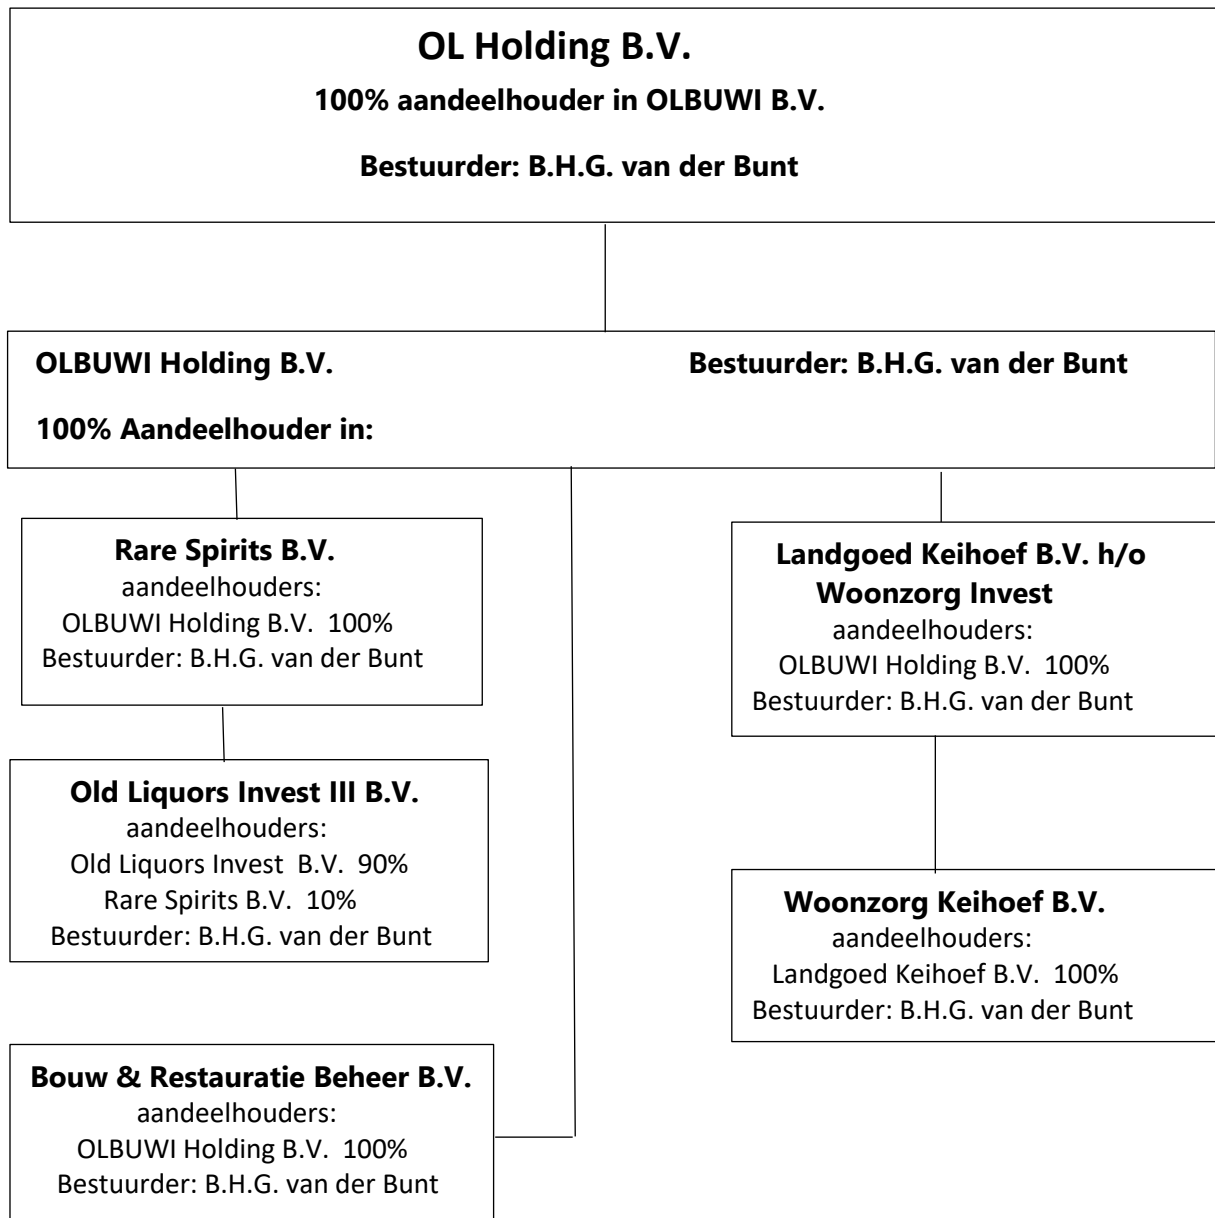 OL Holding B.V.
100% aandeelhouder in OLBUWI B.V.
Bestuurder: B.H.G. van der Bunt
OLBUWI Holding B.V. Bestuurder: B.H.G. van der Bunt
100% Aandeelhouder in:
Rare Spirits B.V.
aandeelhouders:
OLBUWI Holding B.V. 100%
Bestuurder: B.H.G. van der Bunt
Old Liquors Invest III B.V.
aandeelhouders:
Old Liquors Invest B.V. 90%
Rare Spirits B.V. 10%
Bestuurder: B.H.G. van der Bunt
Bouw & Restauratie Beheer B.V.
aandeelhouders:
OLBUWI Holding B.V. 100%
Bestuurder: B.H.G. van der Bunt
Landgoed Keihoef B.V. h/o
Woonzorg Invest
aandeelhouders:
OLBUWI Holding B.V. 100%
Bestuurder: B.H.G. van der Bunt
Woonzorg Keihoef B.V.
aandeelhouders:
Landgoed Keihoef B.V. 100%
Bestuurder: B.H.G. van der Bunt